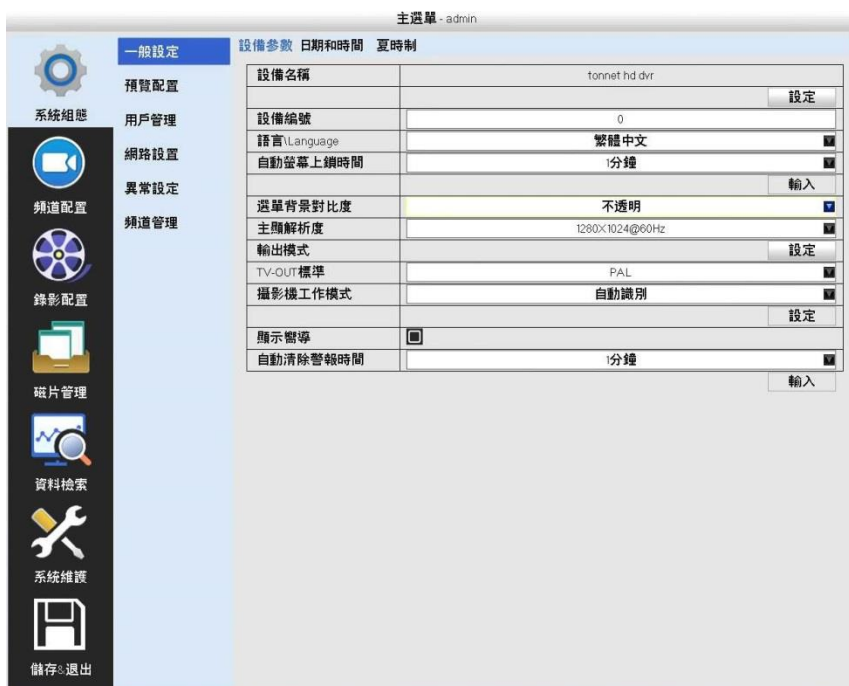 主選單 - admin
系統組態
頻道配置
錄影配置
磁片管理
資料檢索
系統維護
儲存&退出
一般設定
預覽配置
用戶管理
網路設置
異常設定
頻道管理
設備參數 日期和時間 夏時制
設備名稱 tonnet hd dvr
設定
設備編號 0
語言\Language 繁體中文
自動螢幕上鎖時間 1分鐘
輸入
選單背景對比度 不透明
主顯解析度 1280X1024@60Hz
輸出模式 設定
TV-OUT標準 PAL
攝影機工作模式 自動識別
設定
顯示嚮導
自動清除警報時間 1分鐘
輸入